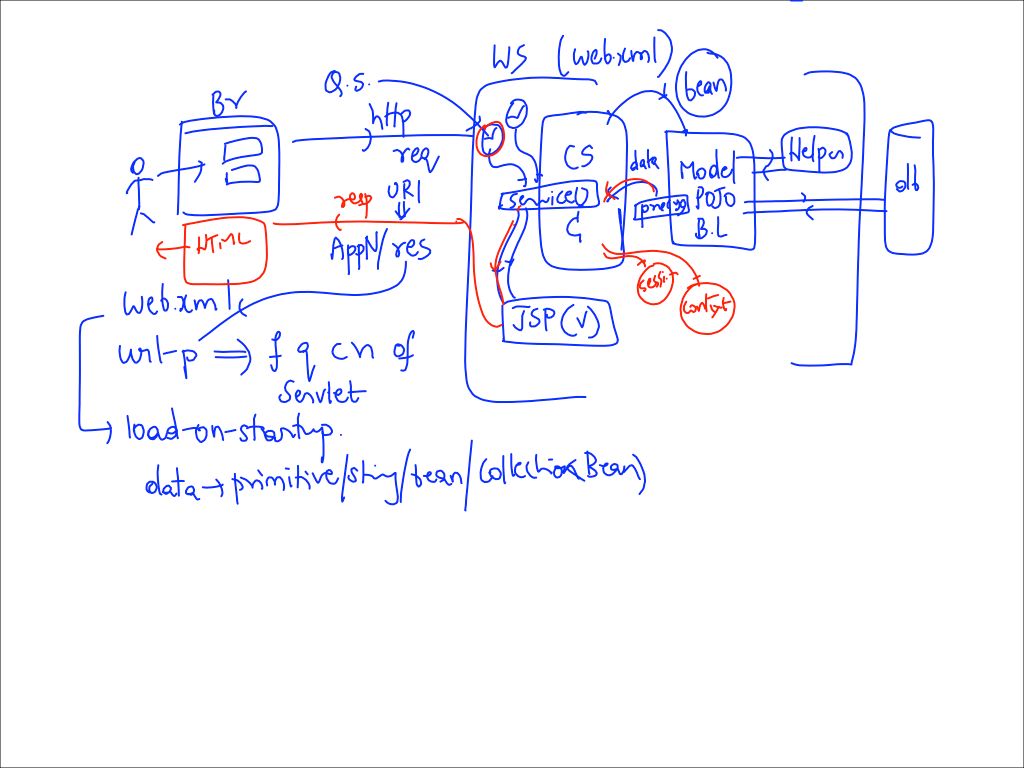 WS (web.xml)
Q.S.
bean
Br
http
req
CS
data
Model
POJO
B.L
Helper
db
service()
C
resp
URI
HTML
AppN/res
sessi
context
JSP(V)
web.xml
url-p => f q cn of
Servlet
load-on-startup.
data → primitive/string/bean/collection<Bean>